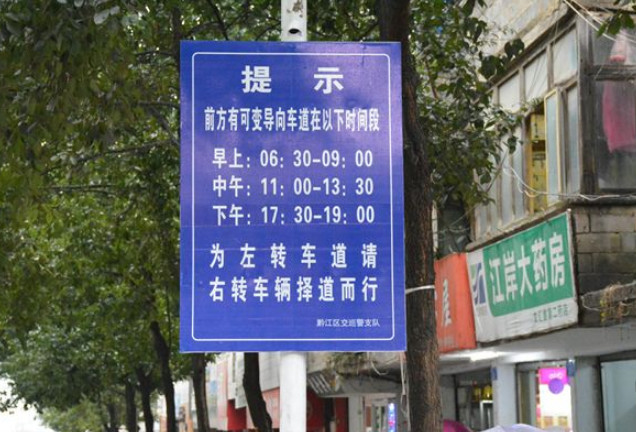 提 示
前方有可变导向车道在以下时间段
早上：06：30-09：00
中午：11：00-13：30
下午：17：30-19：00
为左转车道请
右转车辆择道而行
黔江区交巡警支队
江岸大药房
屋